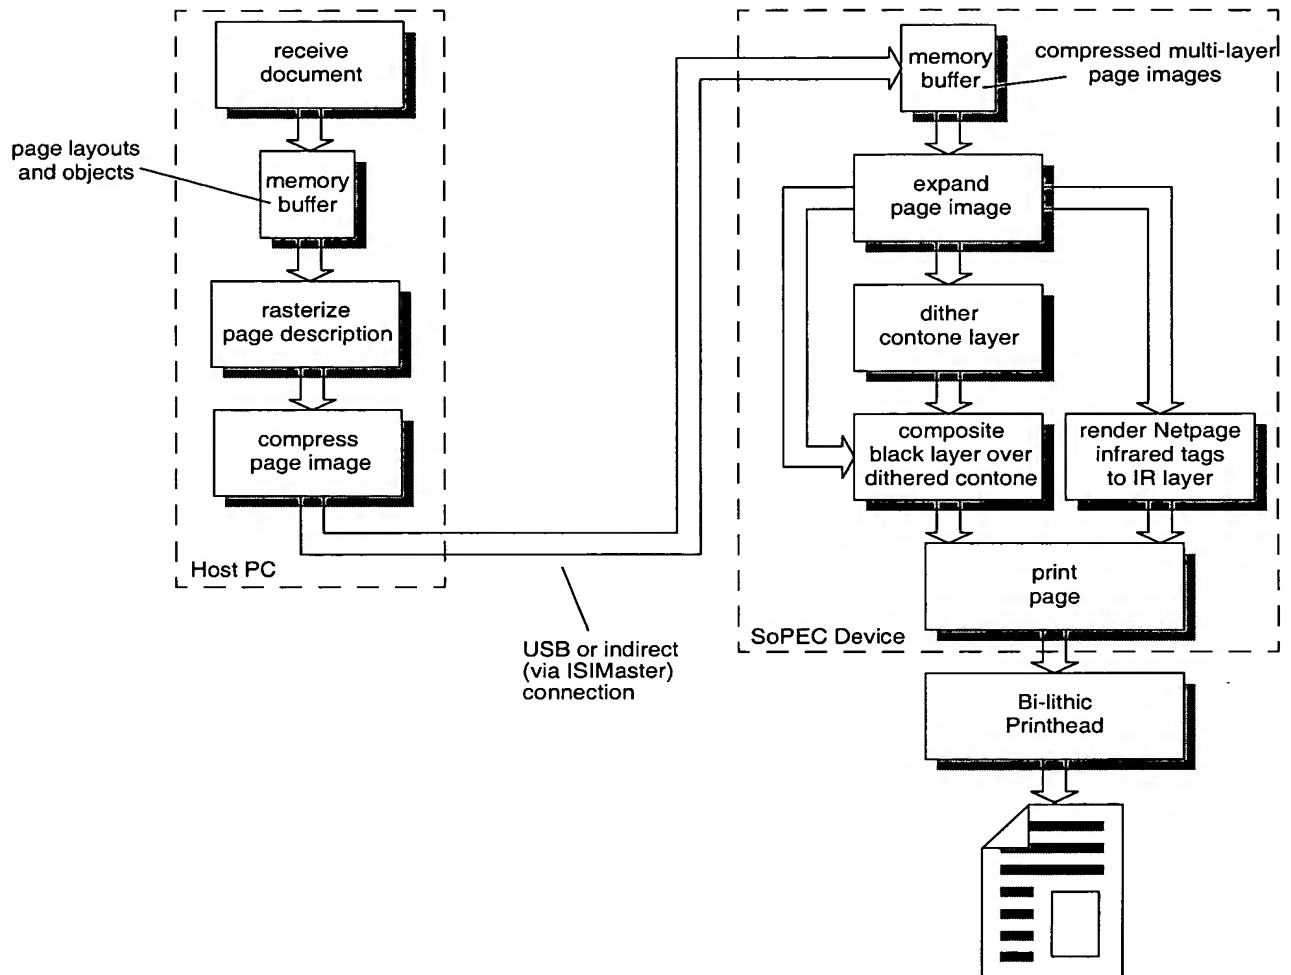 receive
document
page layouts
and objects
memory
buffer
rasterize
page description
compress
page image
Host PC
USB or indirect
(via ISIMaster)
connection
memory
buffer
compressed multi-layer
page images
expand
page image
dither
contone layer
composite
black layer over
dithered contone
render Netpage
infrared tags
to IR layer
print
page
SoPEC Device
Bi-lithic
Printhead